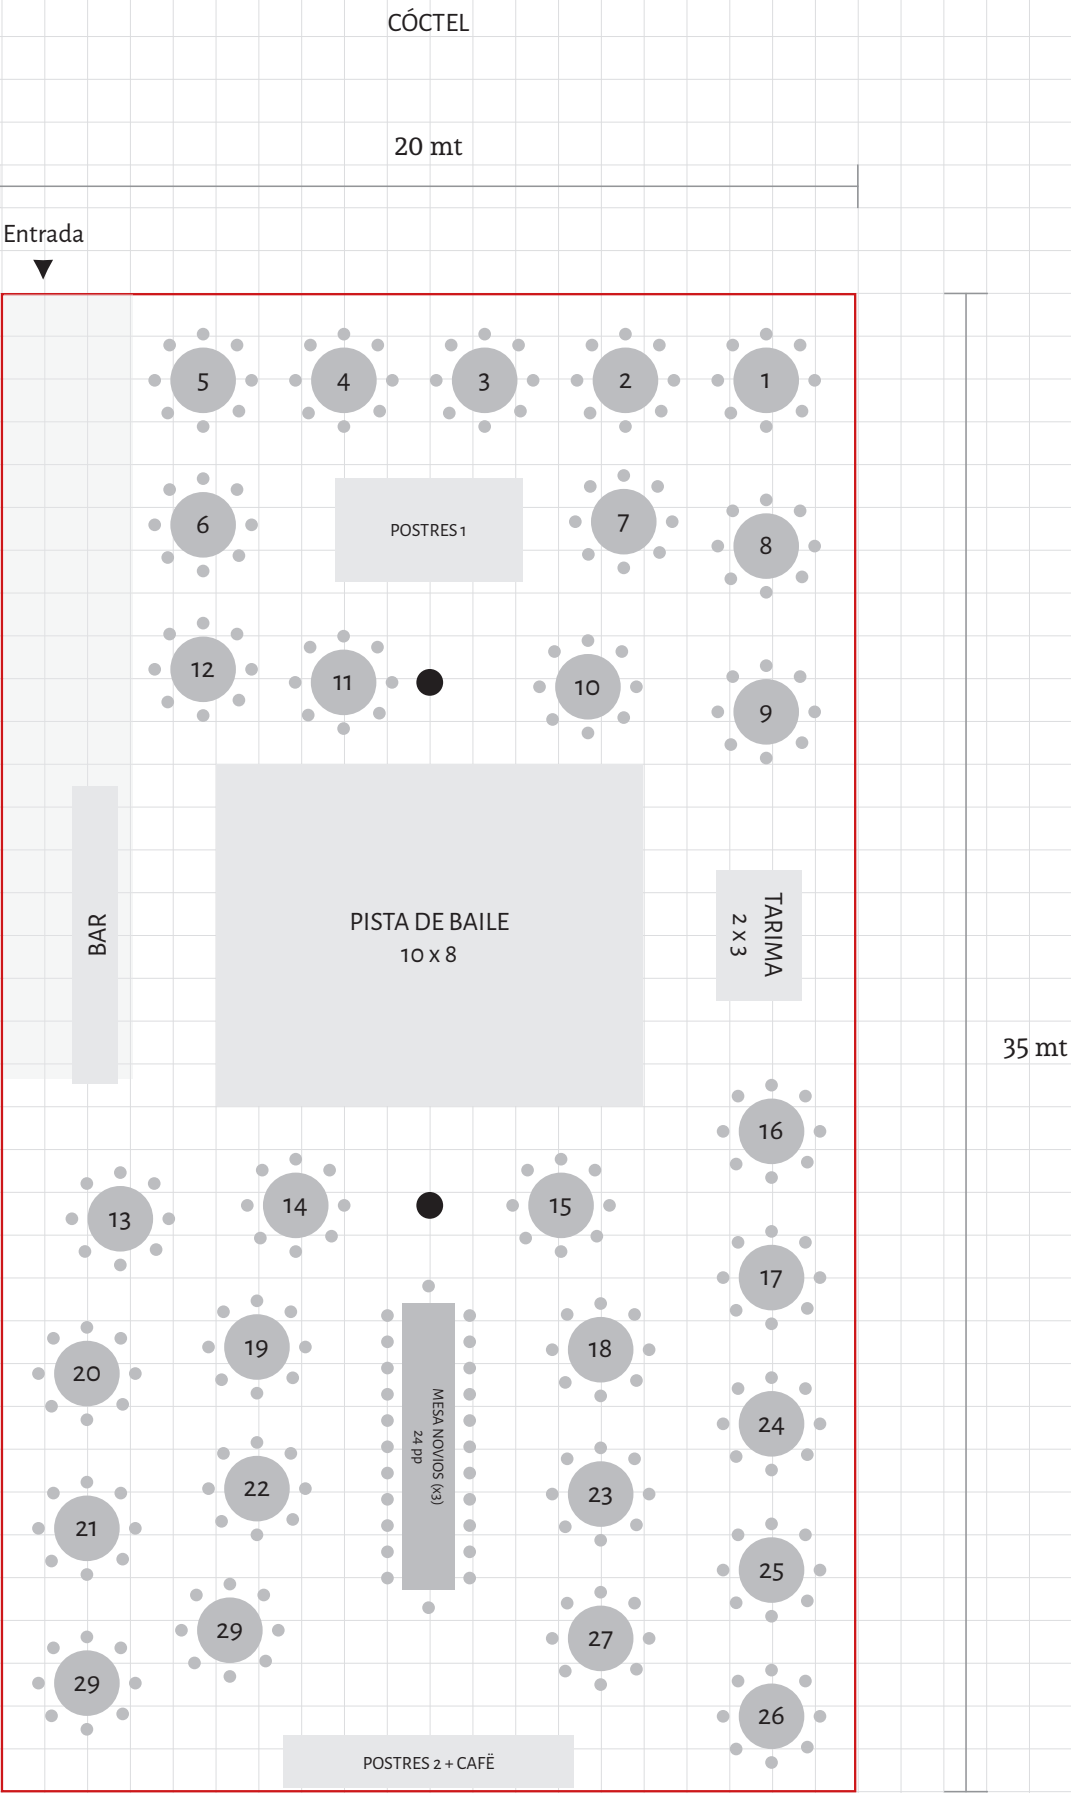 CÓCTEL
20 mt
Entrada
5
4
3
2
1
6
POSTRES 1
7
8
12
11
10
9
BAR
PISTA DE BAILE
10 x 8
TARIMA
2 X 3
35 mt
16
13
14
15
17
20
19
MESA NOVIOS (x3)
24 pp
18
24
21
22
23
25
29
29
27
26
POSTRES 2 + CAFË